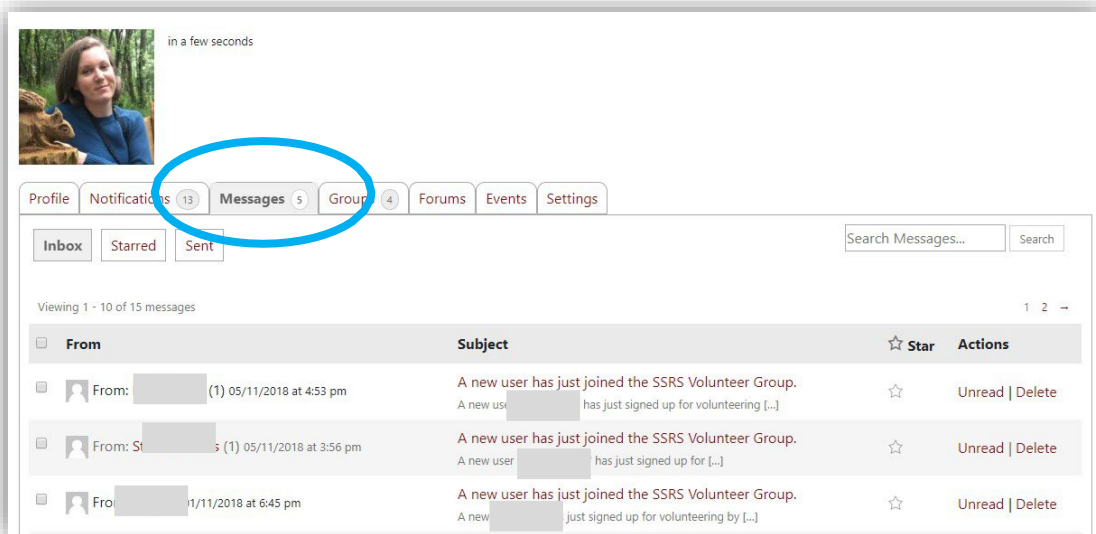 in a few seconds
Profile Notifications 13 Messages 5 Groups 4 Forums Events Settings
Inbox Starred Sent Search Messages... Search
Viewing 1 - 10 of 15 messages 1 2 →
From Subject Star Actions
From: (1) 05/11/2018 at 4:53 pm A new user has just joined the SSRS Volunteer Group. Unread | Delete
A new has just signed up for volunteering [...]
From: (1) 05/11/2018 at 3:56 pm A new user has just joined the SSRS Volunteer Group. Unread | Delete
A new user has just signed up for [...]
1/11/2018 at 6:45 pm A new user has just joined the SSRS Volunteer Group. Unread | Delete
A new just signed up for volunteering by [...]